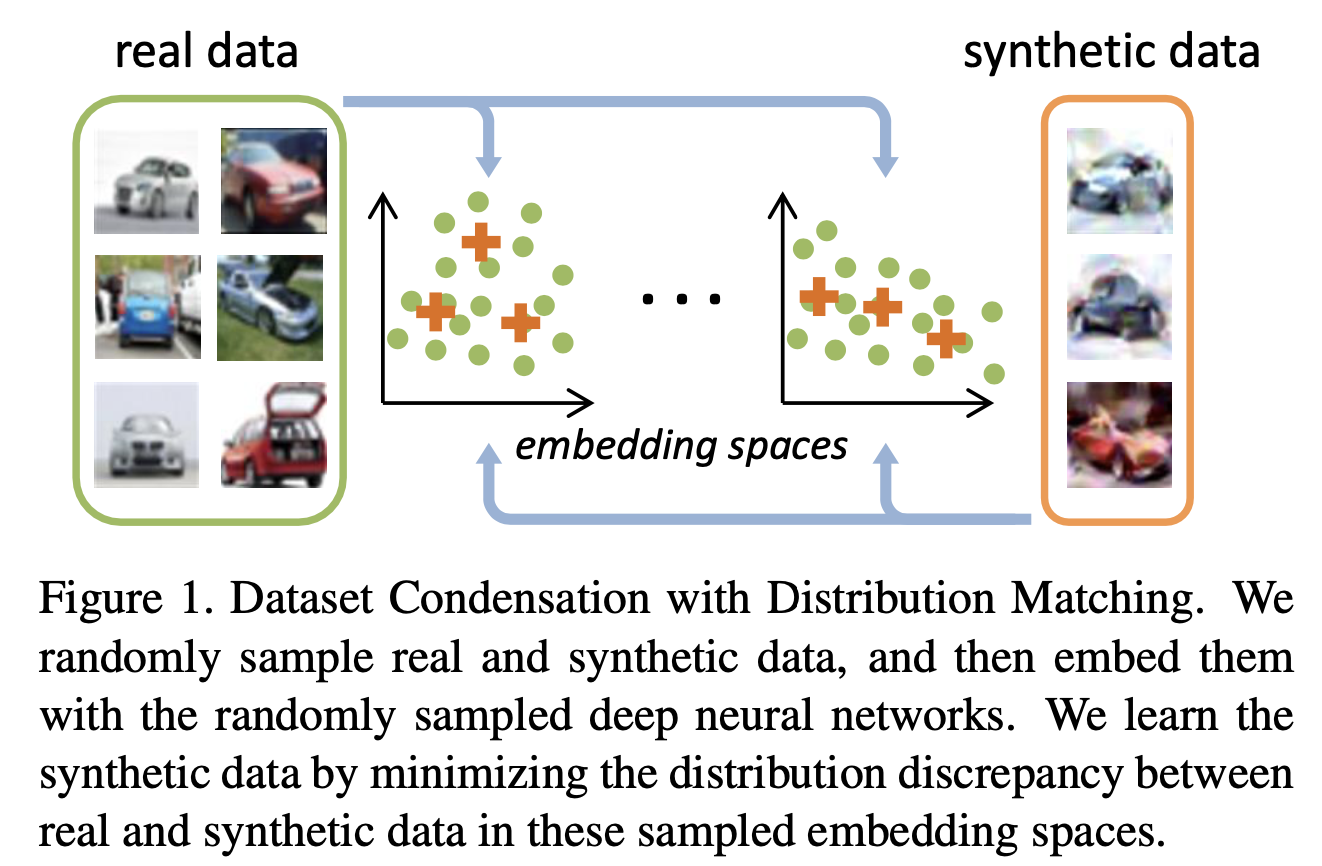 real data
synthetic data
. . .
embedding spaces
Figure 1. Dataset Condensation with Distribution Matching. We
randomly sample real and synthetic data, and then embed them
with the randomly sampled deep neural networks. We learn the
synthetic data by minimizing the distribution discrepancy between
real and synthetic data in these sampled embedding spaces.